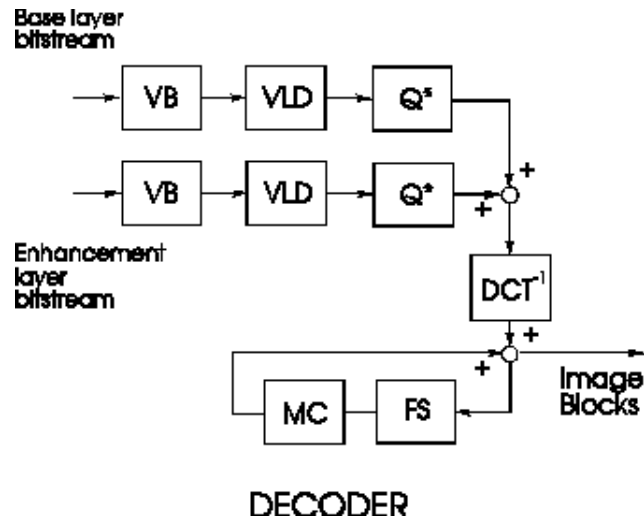 Base layer
bitstream
VB VLD Q*
+
VB VLD Q*
+
Enhancement
layer
bitstream
DCT⁻¹
+
+
Image
Blocks
MC FS
DECODER